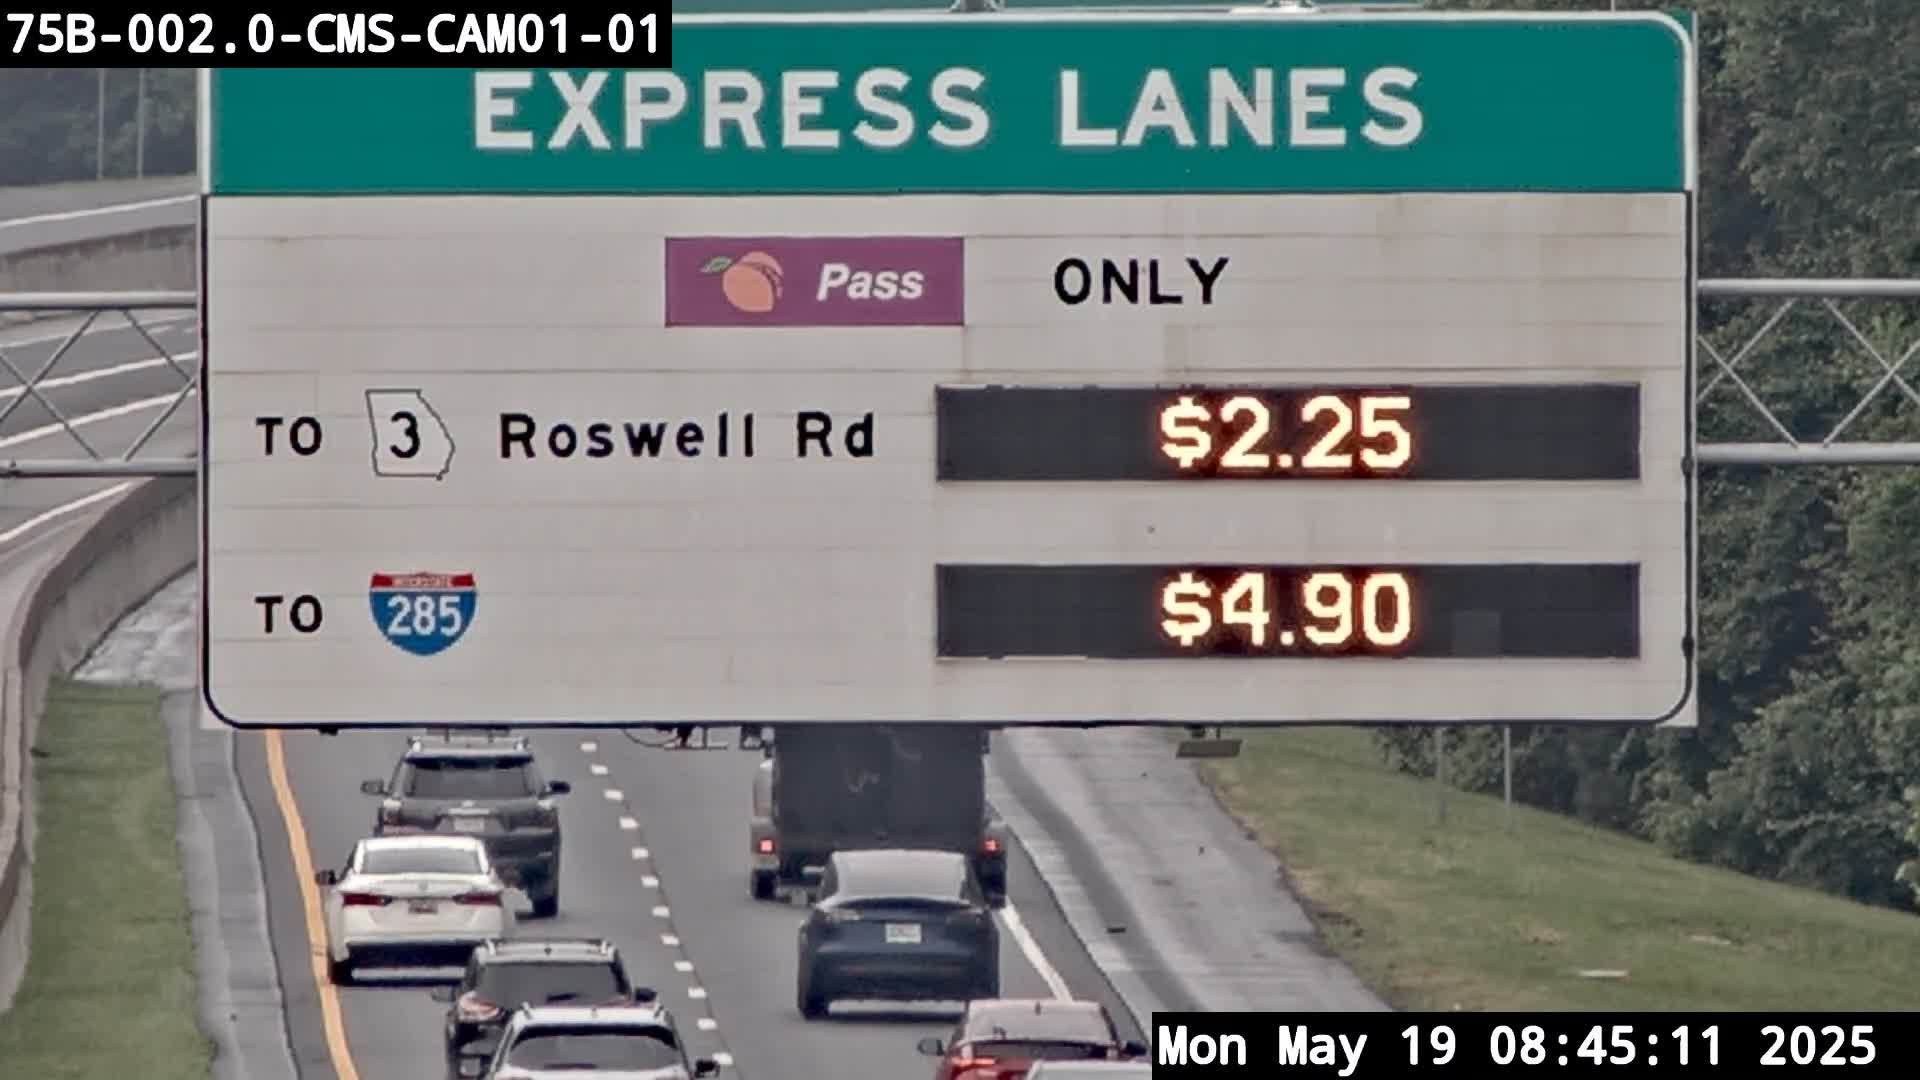 75B-002.0-CMS-CAM01-01
EXPRESS LANES
Pass ONLY
TO 3 Roswell Rd $2.25
INTERSTATE
TO 285 $4.90
Mon May 19 08:45:11 2025